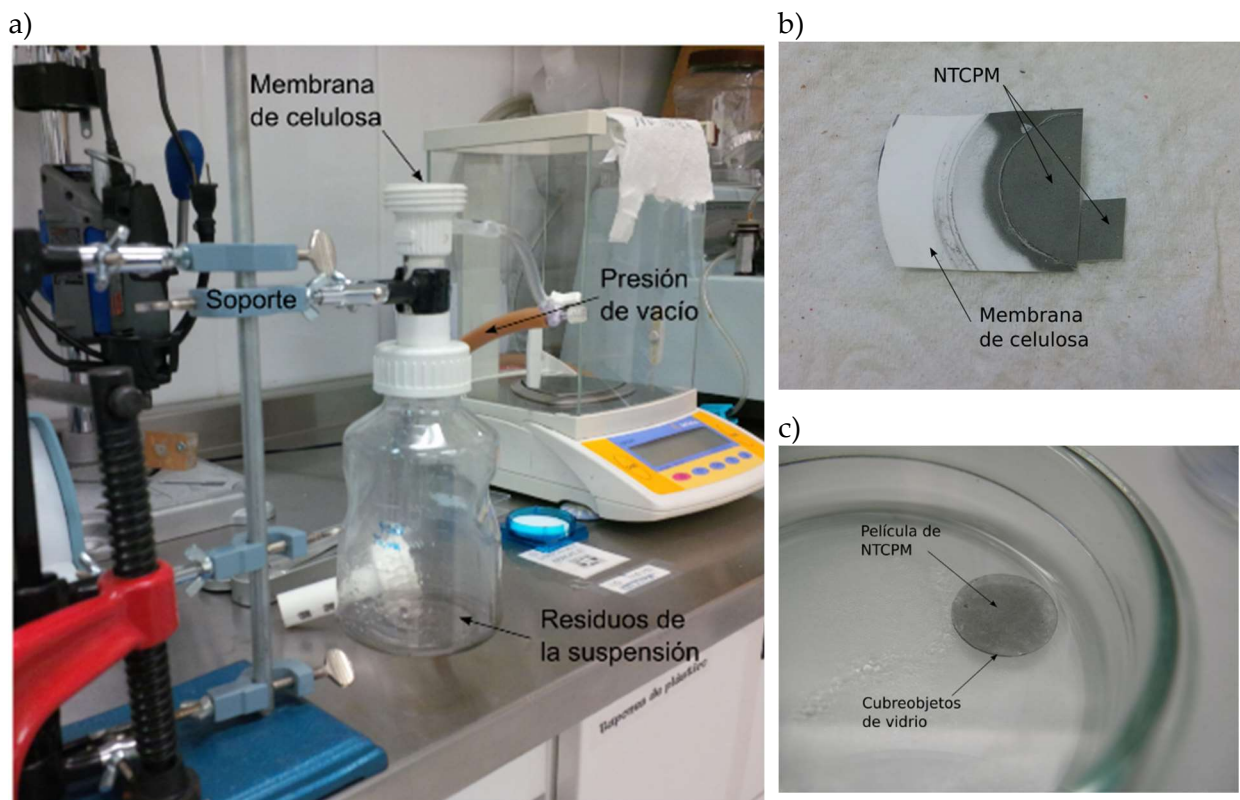 a)
Membrana
de celulosa
Soporte
Presión
de vacío
Residuos de
la suspensión
b)
NTCPM
Membrana
de celulosa
c)
Película de
NTCPM
Cubreobjetos
de vidrio